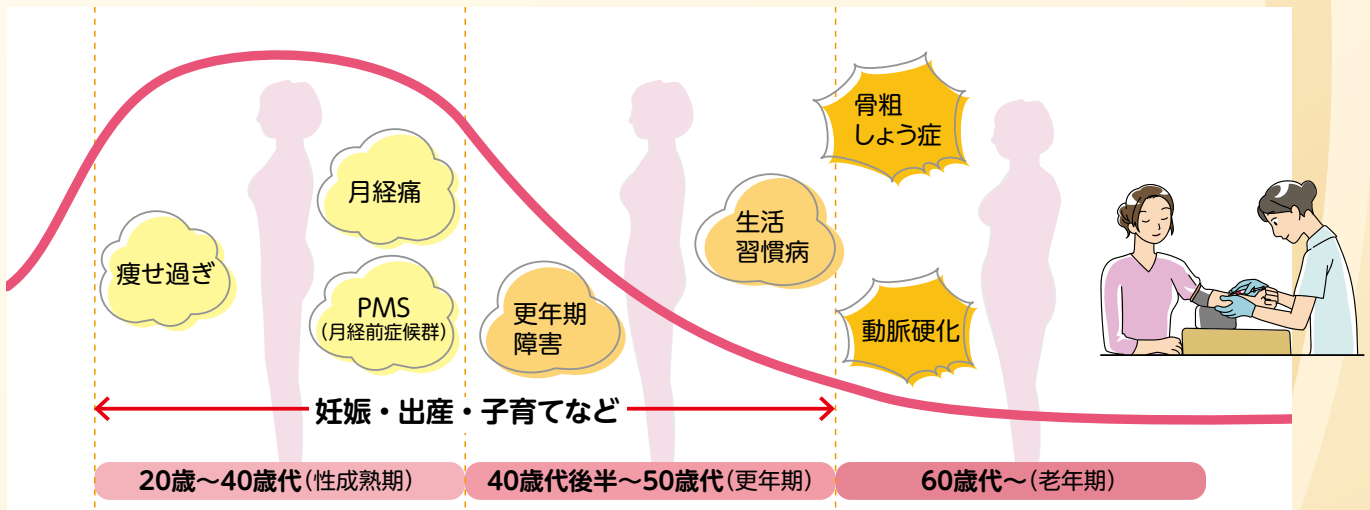 痩せ過ぎ
月経痛
PMS
(月経前症候群)
更年期
障害
生活
習慣病
骨粗
しょう症
動脈硬化
妊娠・出産・子育てなど
20歳～40歳代(性成熟期)
40歳代後半～50歳代(更年期)
60歳代～(老年期)